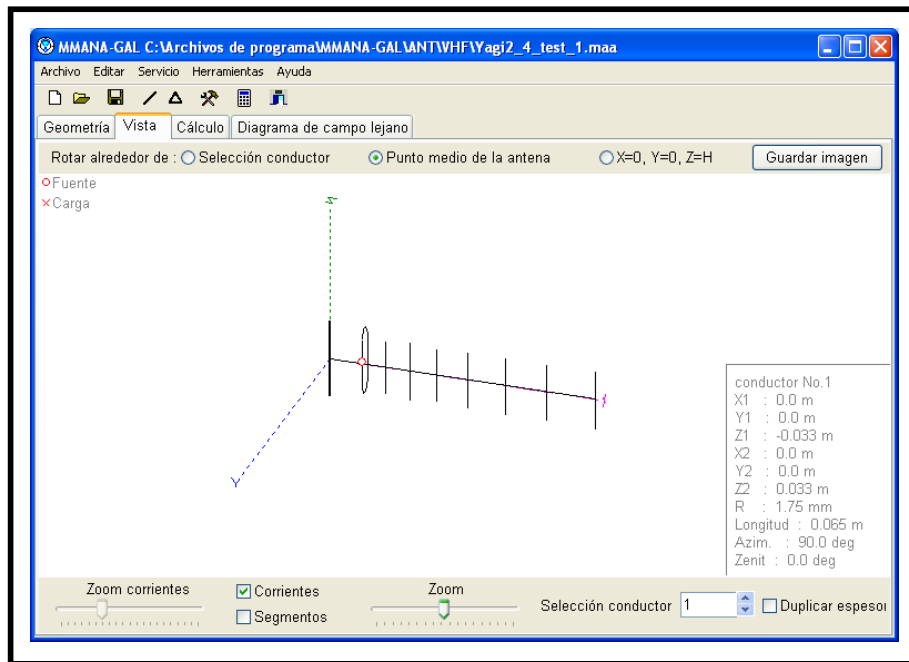 MMANA-GAL C:\Archivos de programa\MMANA-GAL\ANT\VHF\Yagi2_4_test_1.maa
Archivo Editar Servicio Herramientas Ayuda
Geometría Vista Cálculo Diagrama de campo lejano
Rotar alrededor de : Selección conductor Punto medio de la antena X=0, Y=0, Z=H Guardar imagen
Fuente
Carga
Z
Y
X
conductor No.1
X1 : 0.0 m
Y1 : 0.0 m
Z1 : -0.033 m
X2 : 0.0 m
Y2 : 0.0 m
Z2 : 0.033 m
R : 1.75 mm
Longitud : 0.065 m
Azim. : 90.0 deg
Zenit : 0.0 deg
Zoom corrientes Corrientes Zoom
Segmentos Selección conductor 1 Duplicar espesor